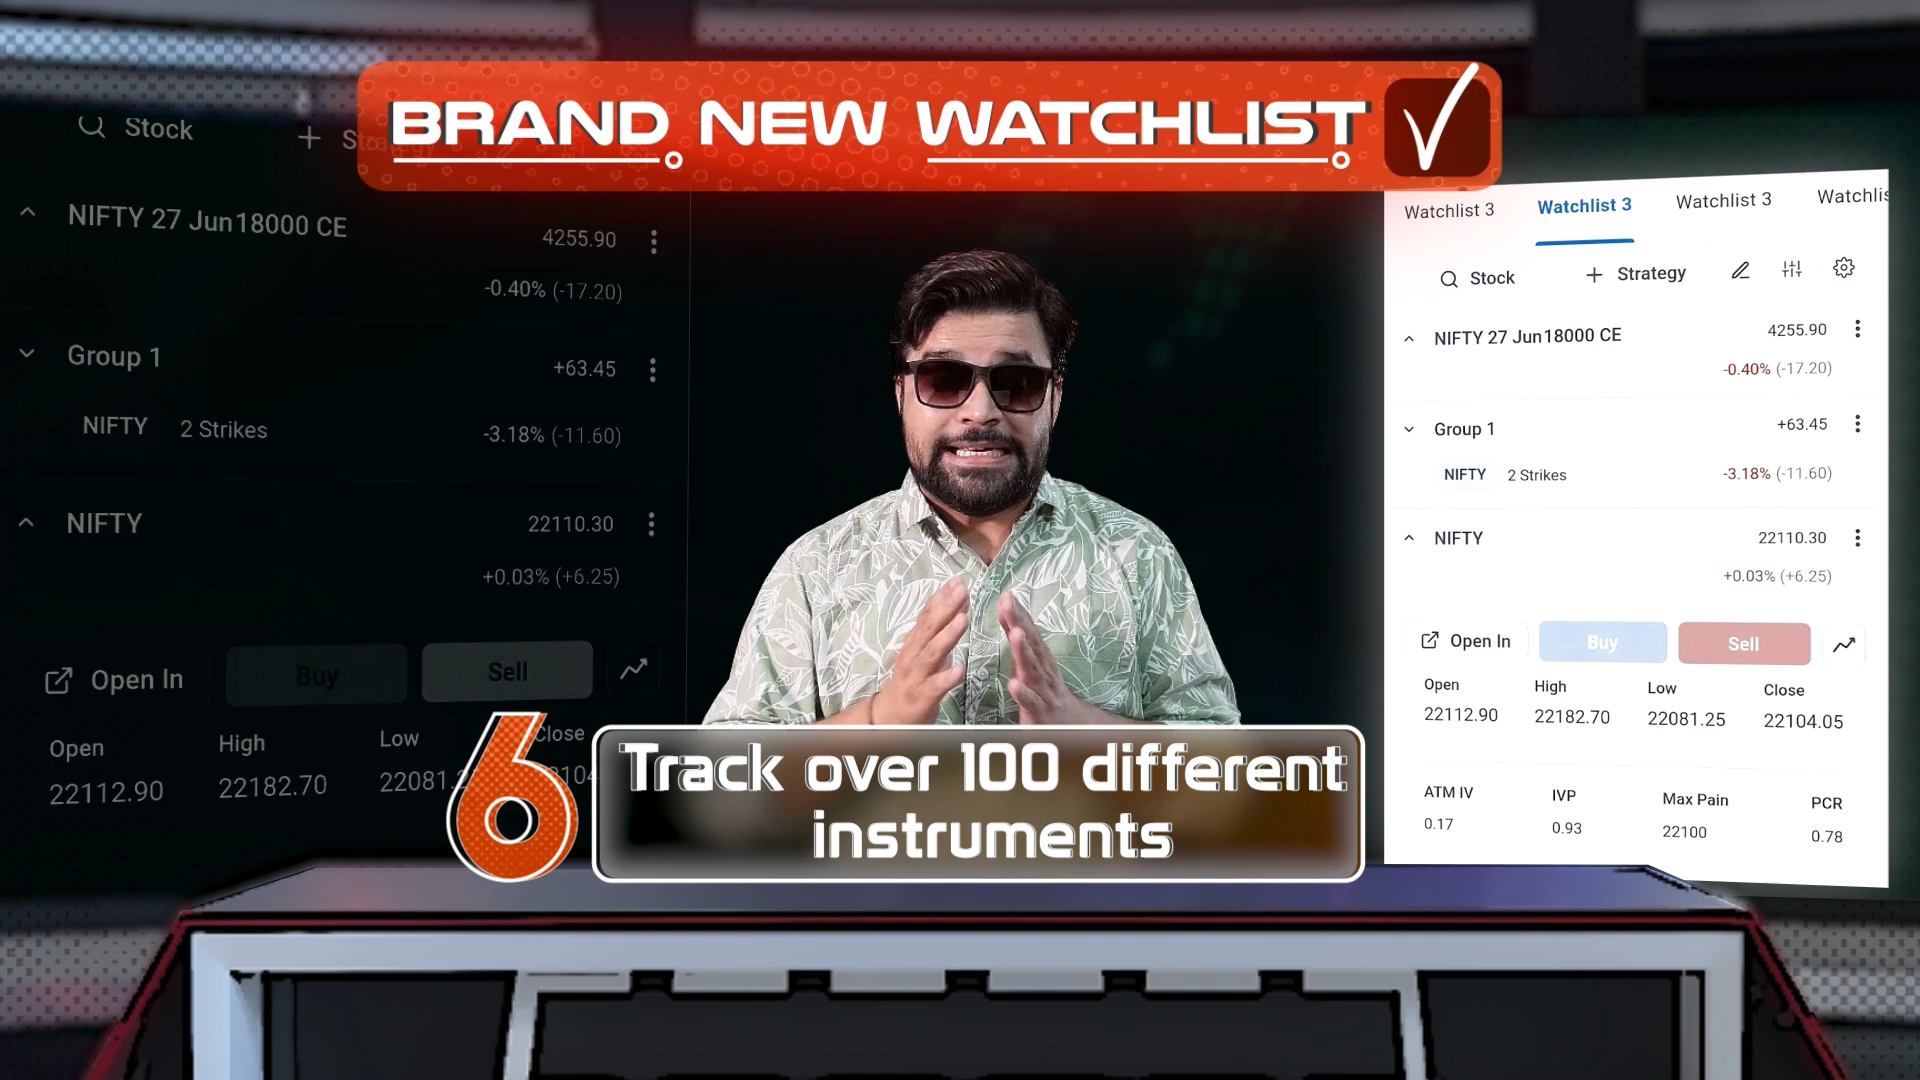 BRAND NEW WATCHLIST
Stock
+
NIFTY 27 Jun18000 CE
4255.90
-0.40% (-17.20)
Group 1
+63.45
NIFTY 2 Strikes
-3.18% (-11.60)
NIFTY
22110.30
+0.03% (+6.25)
Open In
Buy
Sell
Open High Low Close
22112.90 22182.70
Watchlist 3 Watchlist 3 Watchlist 3
Stock + Strategy
NIFTY 27 Jun18000 CE 4255.90
-0.40% (-17.20)
Group 1 +63.45
NIFTY 2 Strikes -3.18% (-11.60)
NIFTY 22110.30
+0.03% (+6.25)
Open In Buy Sell
Open High Low Close
22112.90 22182.70 22081.25 22104.05
ATM IV IVP Max Pain PCR
0.17 0.93 22100 0.78
6
Track over 100 different
instruments